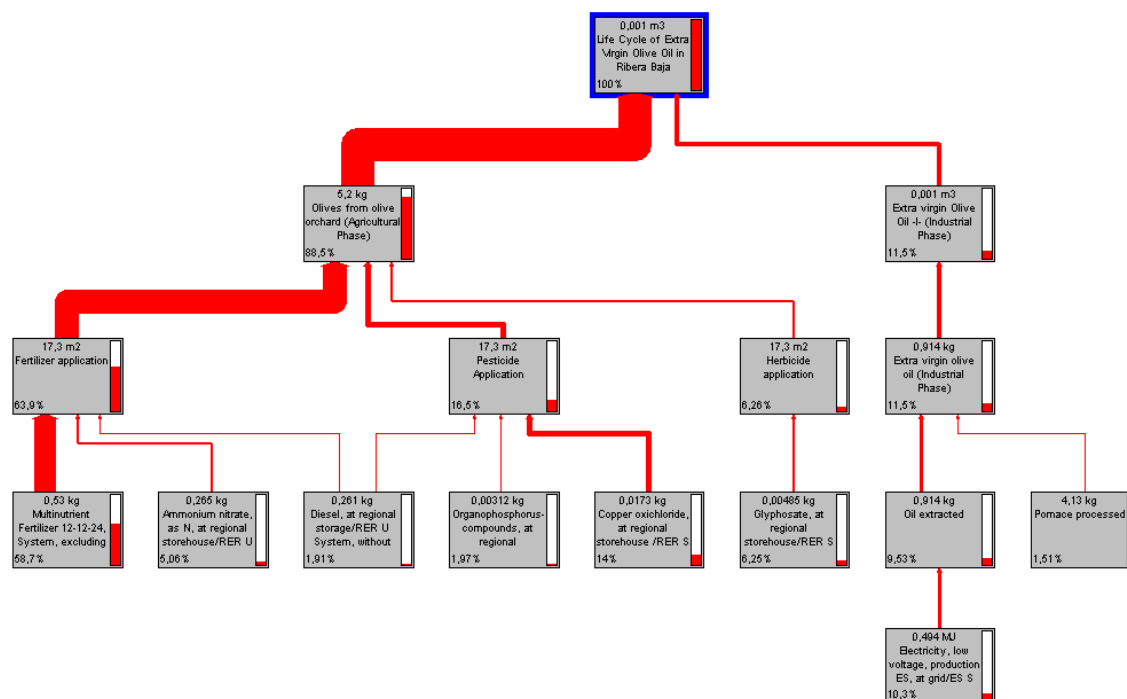 0,001 m3
Life Cycle of Extra
Virgin Olive Oil in
Ribera Baja
100%
5,2 kg
Olives from olive
orchard (Agricultural
Phase)
88,5%
0,001 m3
Extra virgin Olive
Oil -I- (Industrial
Phase)
11,5%
17,3 m2
Fertilizer application
63,9%
17,3 m2
Pesticide
Application
16,5%
17,3 m2
Herbicide
application
6,26%
0,914 kg
Extra virgin olive
oil (Industrial
Phase)
11,5%
0,53 kg
Multinutrient
Fertilizer 12-12-24,
System, excluding
58,7%
0,265 kg
Ammonium nitrate,
as N, at regional
storehouse/RER U
5,06%
0,261 kg
Diesel, at regional
storage/RER U
System, without
1,91%
0,00312 kg
Organophosphorus-
compounds, at
regional
1,97%
0,0173 kg
Copper oxichloride,
at regional
storehouse /RER S
14%
0,00485 kg
Glyphosate, at
regional
storehouse/RER S
6,25%
0,914 kg
Oil extracted
9,53%
4,13 kg
Pomace processed
1,51%
0,494 MJ
Electricity, low
voltage, production
ES, at grid/ES S
10,3%